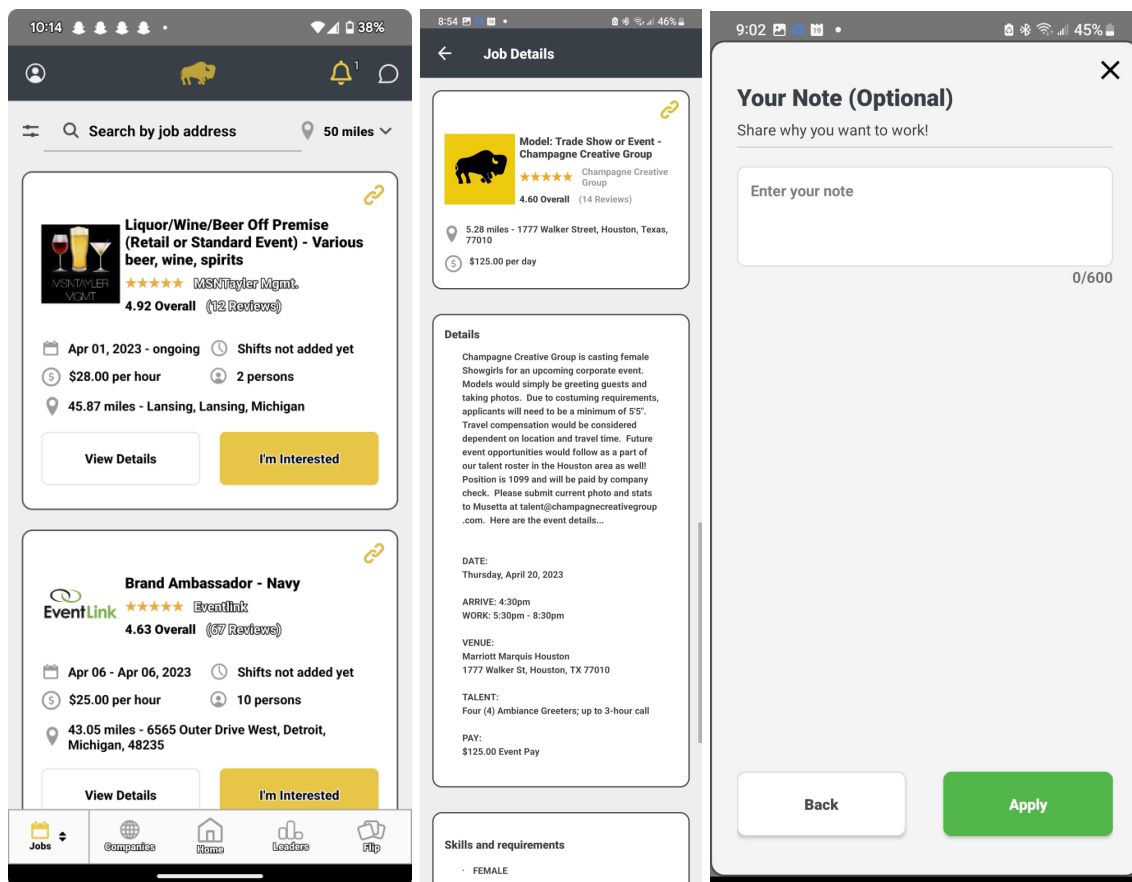 10:14
38%
1
Search by job address
50 miles
Liquor/Wine/Beer Off Premise
(Retail or Standard Event) - Various
beer, wine, spirits
MSNTAYLER
MGMT
MSNTayler Mgmt.
4.92 Overall (12 Reviews)
Apr 01, 2023 - ongoing
Shifts not added yet
$28.00 per hour
2 persons
45.87 miles - Lansing, Lansing, Michigan
View Details
I'm Interested
Brand Ambassador - Navy
EventLink
Eventlink
4.63 Overall (67 Reviews)
Apr 06 - Apr 06, 2023
Shifts not added yet
$25.00 per hour
10 persons
43.05 miles - 6565 Outer Drive West, Detroit,
Michigan, 48235
View Details
I'm Interested
Jobs
Companies
Home
Leaders
Flip
8:54
46%
Job Details
Model: Trade Show or Event -
Champagne Creative Group
Champagne Creative
Group
4.60 Overall (14 Reviews)
5.28 miles - 1777 Walker Street, Houston, Texas,
77010
$125.00 per day
Details
Champagne Creative Group is casting female
Showgirls for an upcoming corporate event.
Models would simply be greeting guests and
taking photos. Due to costuming requirements,
applicants will need to be a minimum of 5'5".
Travel compensation would be considered
dependent on location and travel time. Future
event opportunities would follow as a part of
our talent roster in the Houston area as well!
Position is 1099 and will be paid by company
check. Please submit current photo and stats
to Musetta at talent@champagnecreativegroup
.com. Here are the event details...
DATE:
Thursday, April 20, 2023
ARRIVE: 4:30pm
WORK: 5:30pm - 8:30pm
VENUE:
Marriott Marquis Houston
1777 Walker St, Houston, TX 77010
TALENT:
Four (4) Ambiance Greeters; up to 3-hour call
PAY:
$125.00 Event Pay
Skills and requirements
· FEMALE
9:02
19
45%
Your Note (Optional)
Share why you want to work!
Enter your note
0/600
Back
Apply